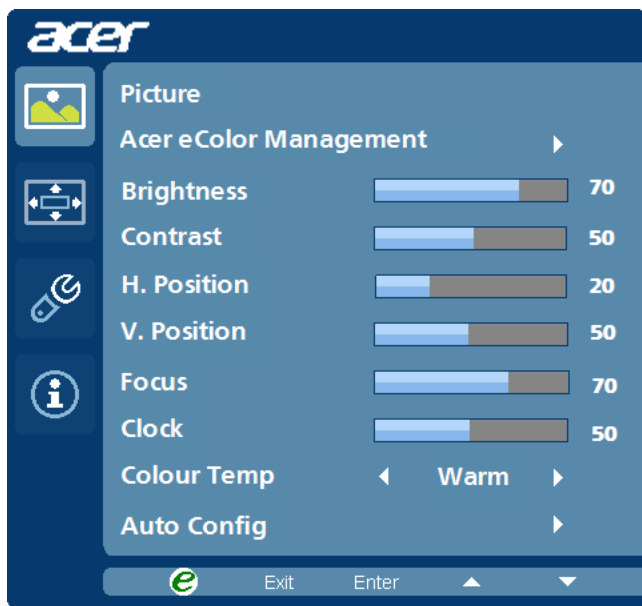 acer
Picture
Acer eColor Management
Brightness 70
Contrast 50
H. Position 20
V. Position 50
Focus 70
Clock 50
Colour Temp Warm
Auto Config
e Exit Enter